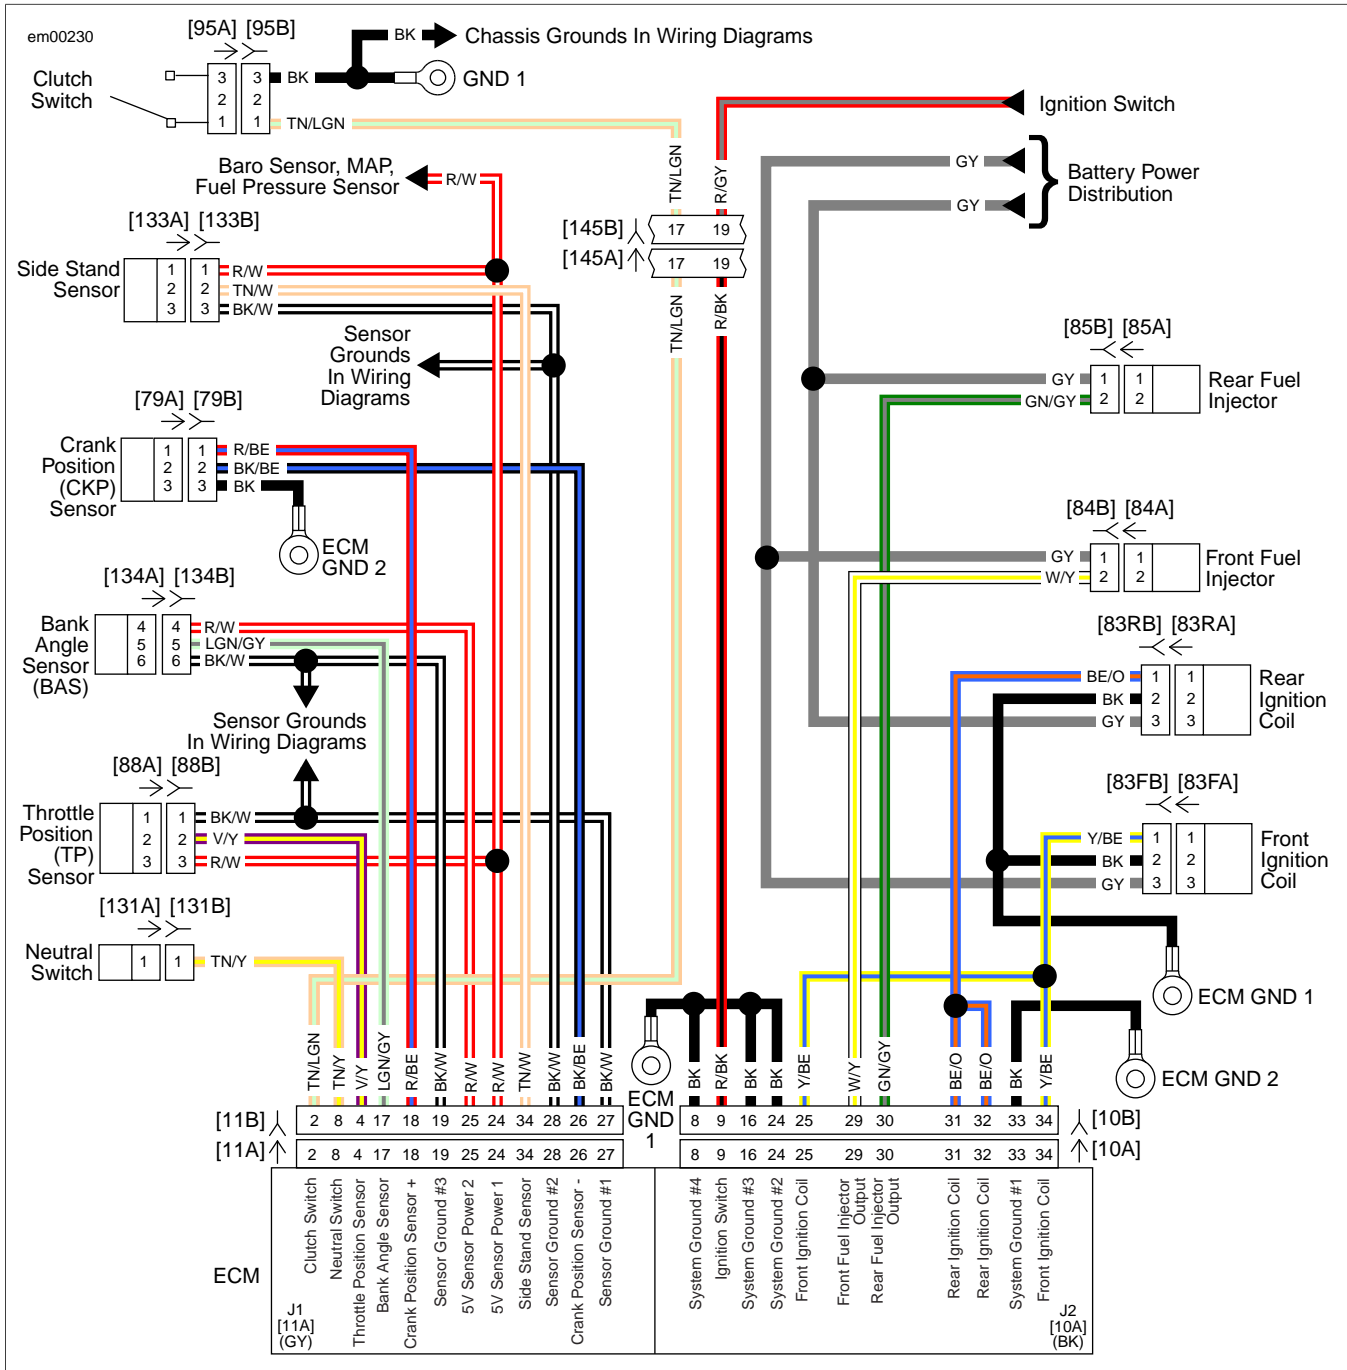 em00230
[95A] [95B]
BK
Chassis Grounds In Wiring Diagrams
Clutch
Switch
3 3
2 2
1 1
BK
GND 1
TN/LGN
Ignition Switch
GY
GY
Battery Power
Distribution
Baro Sensor, MAP,
Fuel Pressure Sensor
R/W
TN/LGN
R/GY
[145B]
17 19
[145A]
17 19
TN/LGN
R/BK
[133A] [133B]
Side Stand
Sensor
1 1
2 2
3 3
R/W
TN/W
BK/W
Sensor
Grounds
In Wiring
Diagrams
[85B] [85A]
GY
GN/GY
1 1
2 2
Rear Fuel
Injector
[79A] [79B]
Crank
Position
(CKP)
Sensor
1 1
2 2
3 3
R/BE
BK/BE
BK
ECM
GND 2
[84B] [84A]
GY
W/Y
1 1
2 2
Front Fuel
Injector
[134A] [134B]
Bank
Angle
Sensor
(BAS)
4 4
5 5
6 6
R/W
LGN/GY
BK/W
[83RB] [83RA]
BE/O
BK
GY
1 1
2 2
3 3
Rear
Ignition
Coil
Sensor Grounds
In Wiring Diagrams
[88A] [88B]
Throttle
Position
(TP)
Sensor
1 1
2 2
3 3
BK/W
V/Y
R/W
[83FB] [83FA]
Y/BE
BK
GY
1 1
2 2
3 3
Front
Ignition
Coil
[131A] [131B]
Neutral
Switch
1 1
TN/Y
ECM GND 1
ECM GND 2
TN/LGN
TN/Y
V/Y
LGN/GY
R/BE
BK/W
R/W
R/W
TN/W
BK/W
BK/BE
BK/W
ECM
GND
1
BK
R/BK
BK
BK
Y/BE
W/Y
GN/GY
BE/O
BE/O
BK
Y/BE
[11B]
2 8 4 17 18 19 25 24 34 28 26 27
8 9 16 24 25 29 30 31 32 33 34
[10B]
[11A]
2 8 4 17 18 19 25 24 34 28 26 27
8 9 16 24 25 29 30 31 32 33 34
[10A]
Clutch Switch
Neutral Switch
Throttle Position Sensor
Bank Angle Sensor
Crank Position Sensor +
Sensor Ground #3
5V Sensor Power 2
5V Sensor Power 1
Side Stand Sensor
Sensor Ground #2
Crank Position Sensor -
Sensor Ground #1
System Ground #4
Ignition Switch
System Ground #3
System Ground #2
Front Ignition Coil
Front Fuel Injector
Output
Rear Fuel Injector
Output
Rear Ignition Coil
Rear Ignition Coil
System Ground #1
Front Ignition Coil
ECM
J1
[11A]
(GY)
J2
[10A]
(BK)